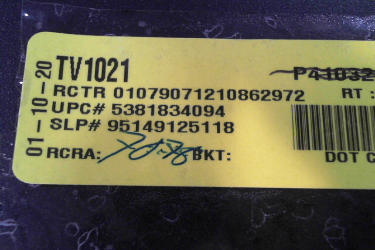 01-10-20
TV1021
P41032
RCTR 01079071210862972
RT:
UPC# 5381834094
SLP# 95149125118
RCRA:
BKT:
DOT C